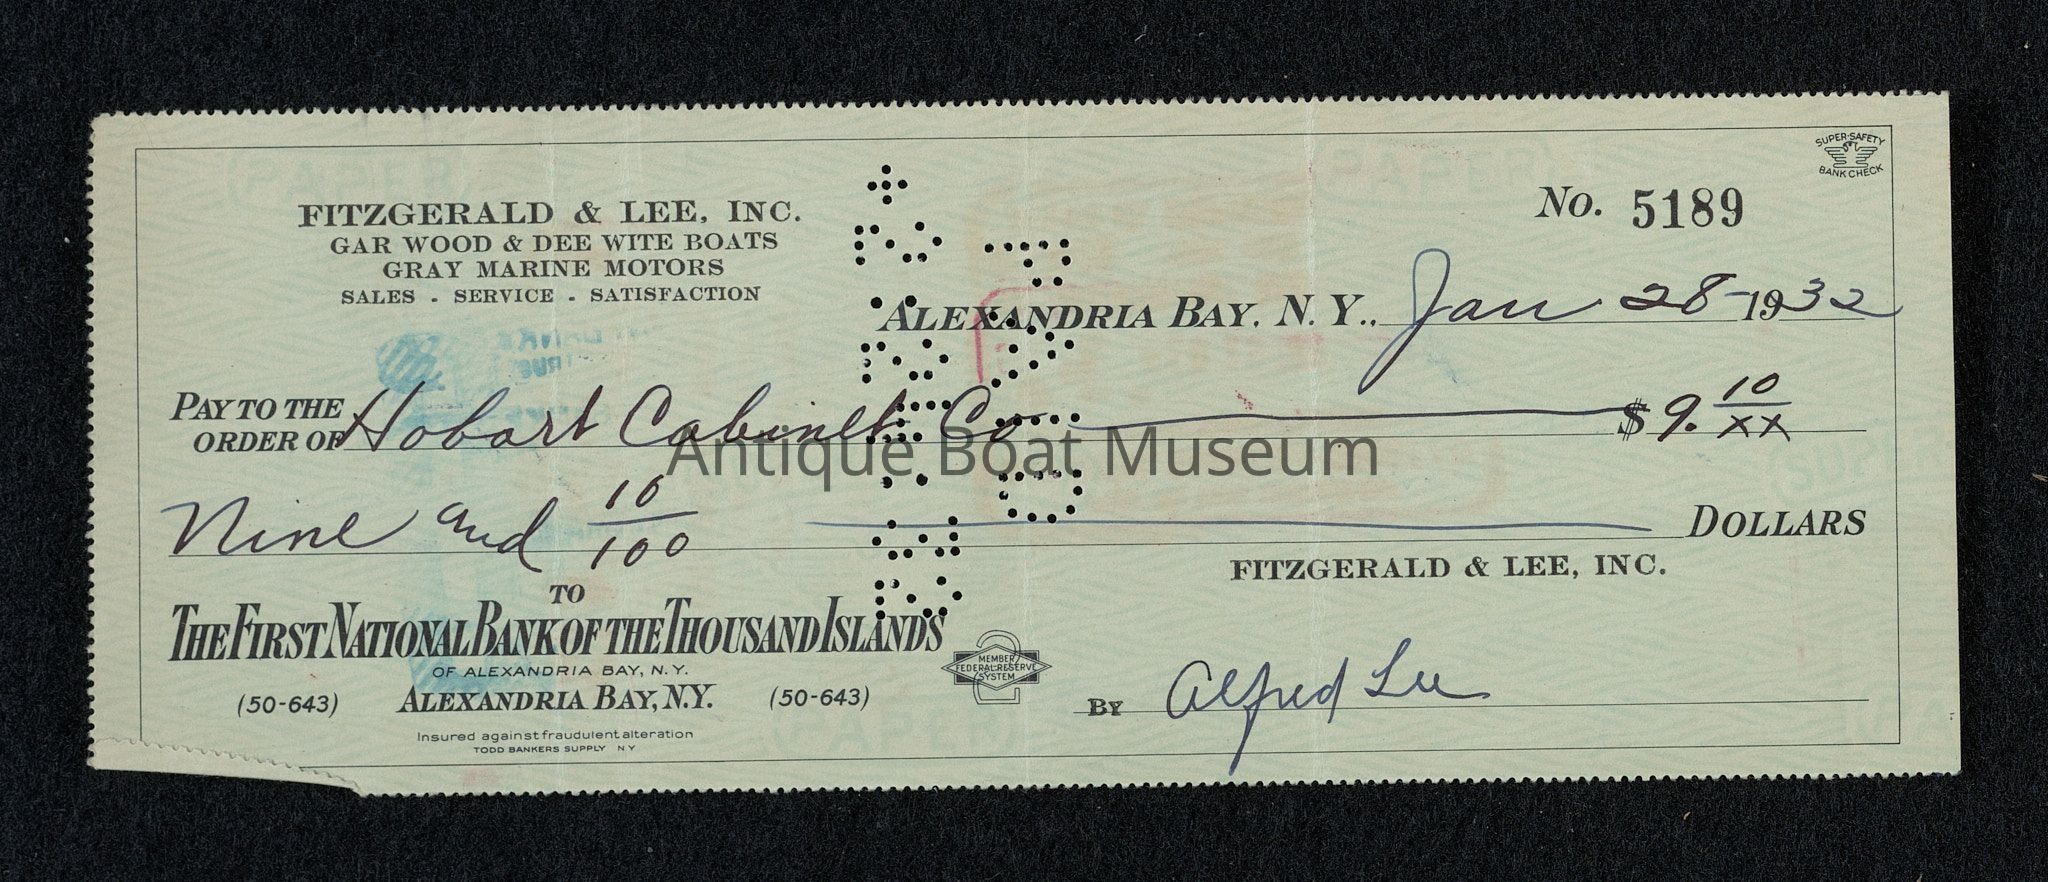 SUPER-SAFETY
BANK CHECK
No. 5189
FITZGERALD & LEE, INC.
GAR WOOD & DEE WITE BOATS
GRAY MARINE MOTORS
SALES - SERVICE - SATISFACTION
ALEXANDRIA BAY, N. Y., Jan 28-1932
PAY TO THE
ORDER OF Hobart Cabinet Co $9. 10/xx
Antique Boat Museum
Nine and 10/100 DOLLARS
FITZGERALD & LEE, INC.
TO
THE FIRST NATIONAL BANK OF THE THOUSAND ISLANDS
OF ALEXANDRIA BAY, N.Y.
(50-643) ALEXANDRIA BAY, N.Y. (50-643)
MEMBER
FEDERAL RESERVE
SYSTEM
2
BY Alfred Lee
Insured against fraudulent alteration
TODD BANKERS SUPPLY NY